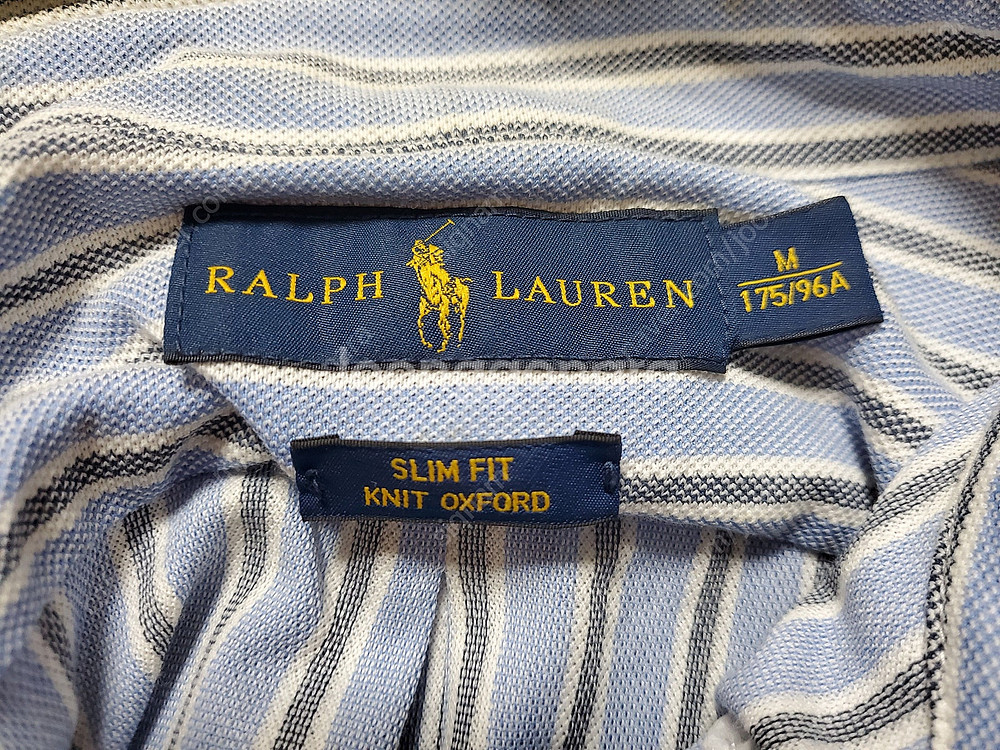 RALPH LAUREN
M
175/96A
SLIM FIT
KNIT OXFORD